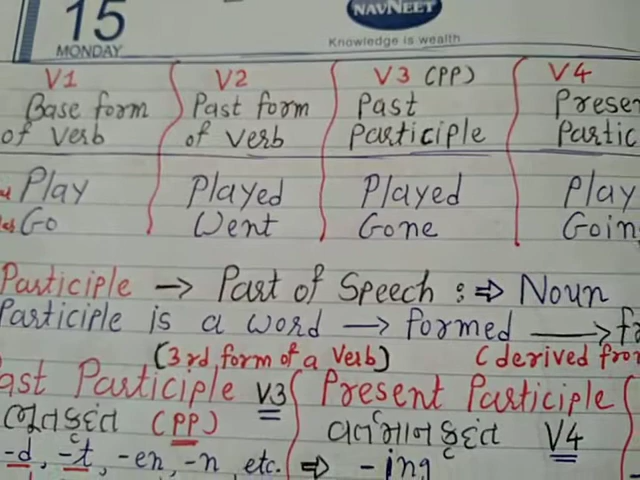 15
MONDAY
NAVNEET
Knowledge is wealth
V1 V2 V3 (PP) V4
Base form Past form Past
of Verb of Verb Participle
Play Played Played Play
Go Went Gone
Participle → Part of Speech :⇒ Noun
Participle is a word → formed →
(3rd form of a Verb) (derived
Participle V3 Present Participle
ભૂતકૃદંત (PP) વર્તમાન કૃદંત V4
-d, -t, -en, -n, etc. ⇒ -ing